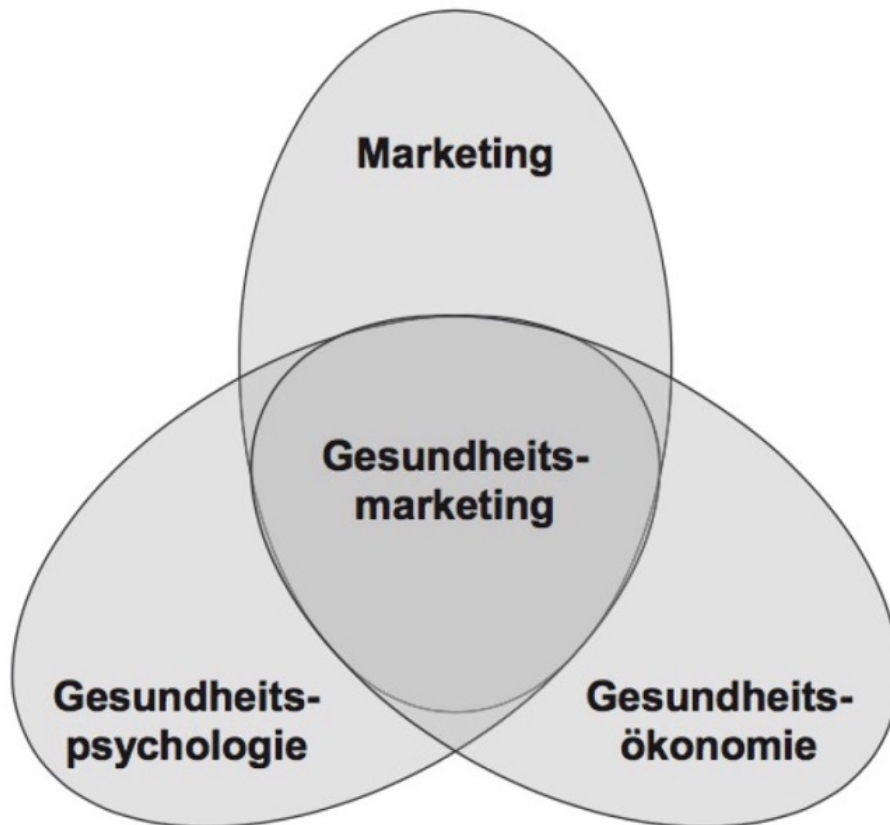 Marketing
Gesundheits-
marketing
Gesundheits-
psychologie
Gesundheits-
ökonomie